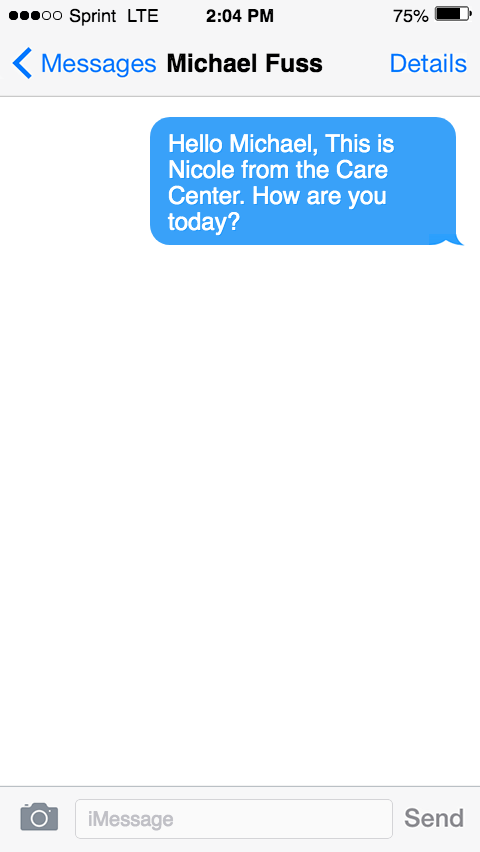 Sprint LTE 2:04 PM 75%
Messages Michael Fuss Details
Hello Michael, This is
Nicole from the Care
Center. How are you
today?
iMessage Send